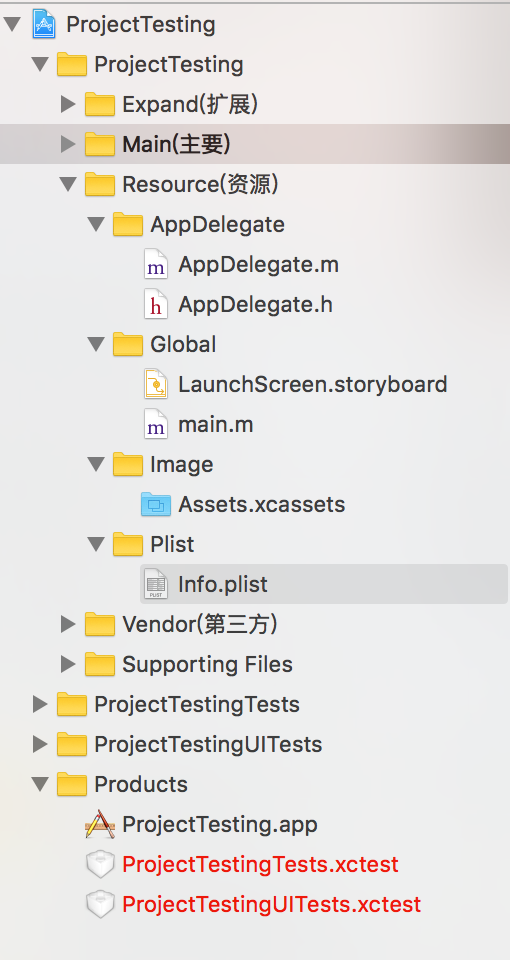 ProjectTesting
ProjectTesting
Expand(扩展)
Main(主要)
Resource(资源)
AppDelegate
m AppDelegate.m
h AppDelegate.h
Global
LaunchScreen.storyboard
m main.m
Image
Assets.xcassets
Plist
PLIST Info.plist
Vendor(第三方)
Supporting Files
ProjectTestingTests
ProjectTestingUITests
Products
ProjectTesting.app
ProjectTestingTests.xctest
ProjectTestingUITests.xctest